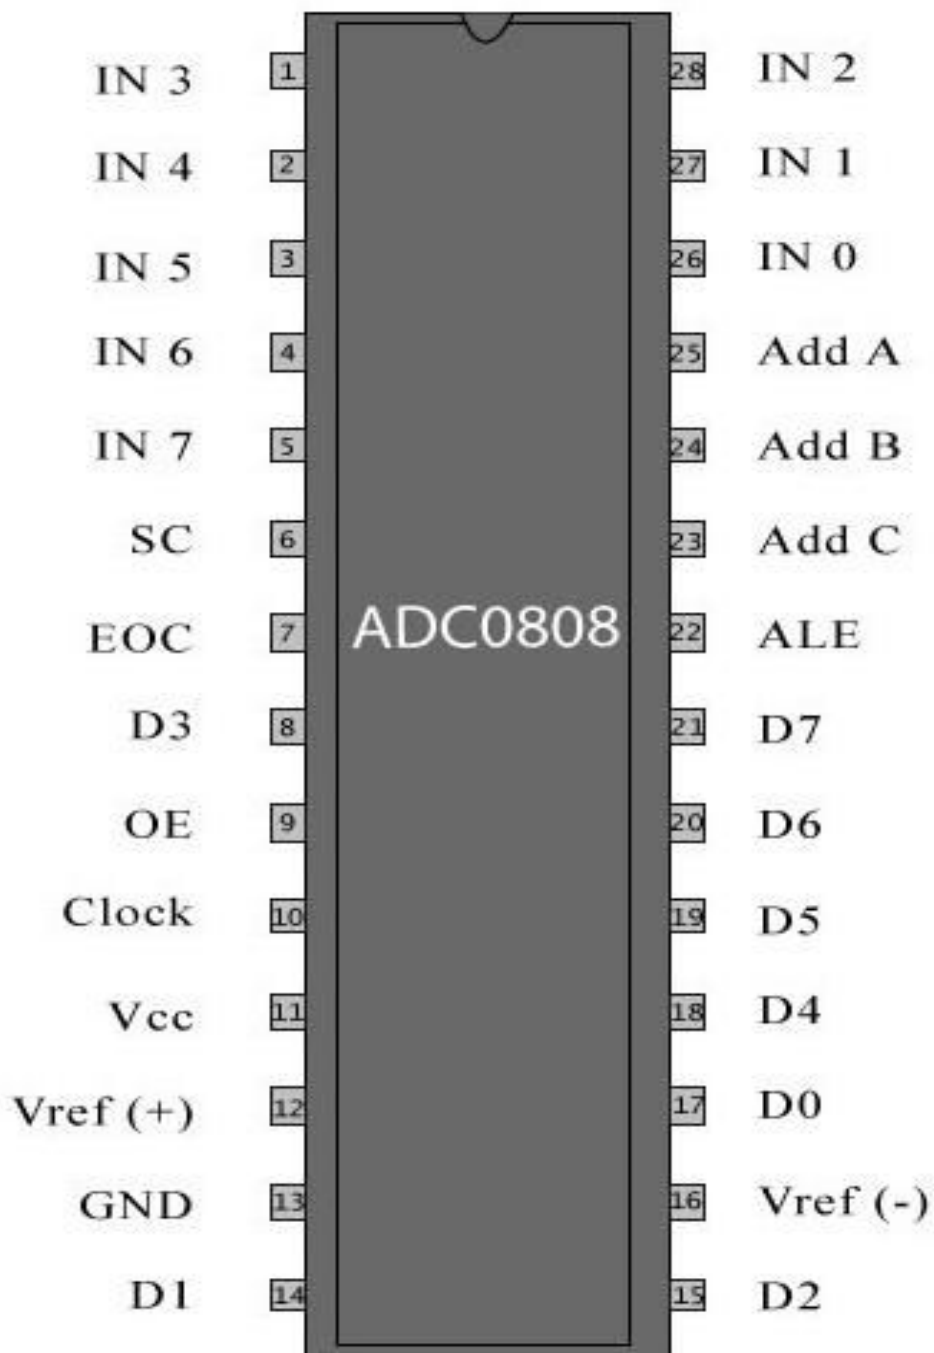 IN 3 1 28 IN 2
IN 4 2 27 IN 1
IN 5 3 26 IN 0
IN 6 4 25 Add A
IN 7 5 24 Add B
SC 6 23 Add C
EOC 7 ADC0808 22 ALE
D3 8 21 D7
OE 9 20 D6
Clock 10 19 D5
Vcc 11 18 D4
Vref (+) 12 17 D0
GND 13 16 Vref (-)
D1 14 15 D2